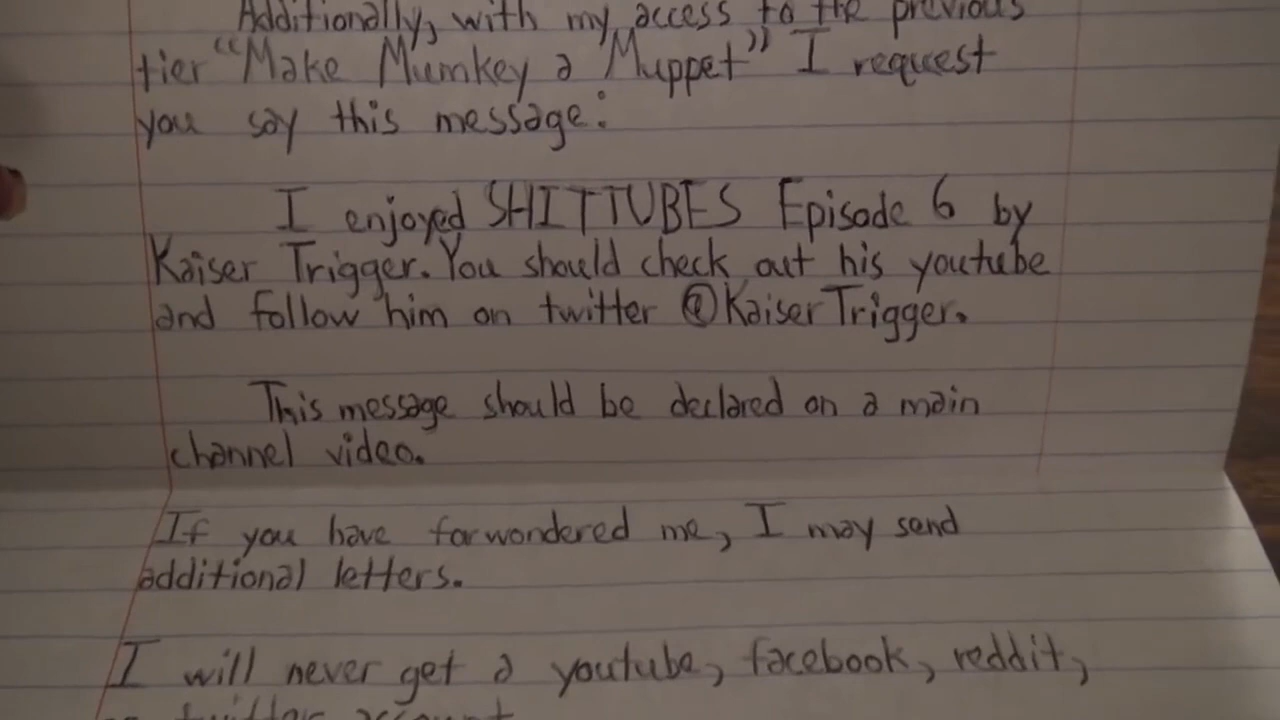 Additionally, with my access to the previous
tier "Make Mumkey a Muppet" I request
you say this message:
I enjoyed SHITTUBES Episode 6 by
Kaiser Trigger. You should check out his youtube
and follow him on twitter @KaiserTrigger.
This message should be declared on a main
channel video.
If you have forwondered me, I may send
additional letters.
I will never get a youtube, facebook, reddit,
or twitter account